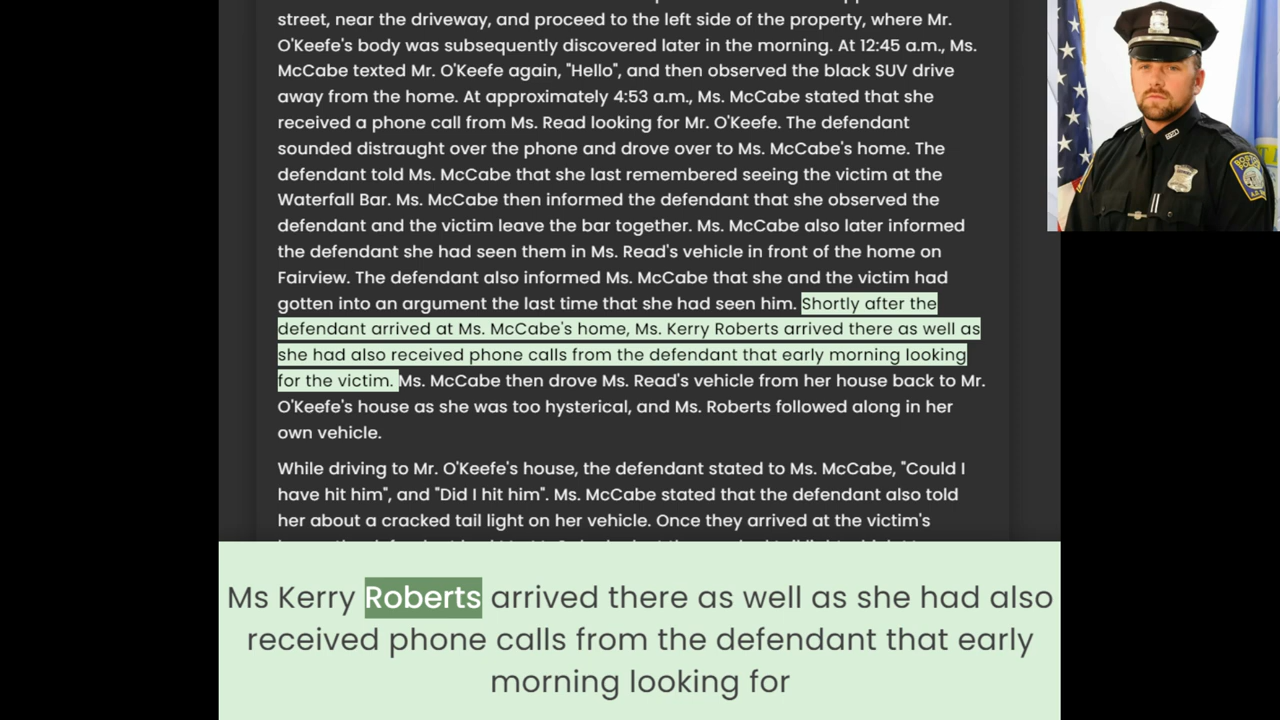 street, near the driveway, and proceed to the left side of the property, where Mr.
O'Keefe's body was subsequently discovered later in the morning. At 12:45 a.m., Ms.
McCabe texted Mr. O'Keefe again, "Hello", and then observed the black SUV drive
away from the home. At approximately 4:53 a.m., Ms. McCabe stated that she
received a phone call from Ms. Read looking for Mr. O'Keefe. The defendant
sounded distraught over the phone and drove over to Ms. McCabe's home. The
defendant told Ms. McCabe that she last remembered seeing the victim at the
Waterfall Bar. Ms. McCabe then informed the defendant that she observed the
defendant and the victim leave the bar together. Ms. McCabe also later informed
the defendant she had seen them in Ms. Read's vehicle in front of the home on
Fairview. The defendant also informed Ms. McCabe that she and the victim had
gotten into an argument the last time that she had seen him. Shortly after the
defendant arrived at Ms. McCabe's home, Ms. Kerry Roberts arrived there as well as
she had also received phone calls from the defendant that early morning looking
for the victim. Ms. McCabe then drove Ms. Read's vehicle from her house back to Mr.
O'Keefe's house as she was too hysterical, and Ms. Roberts followed along in her
own vehicle.
While driving to Mr. O'Keefe's house, the defendant stated to Ms. McCabe, "Could I
have hit him", and "Did I hit him". Ms. McCabe stated that the defendant also told
her about a cracked tail light on her vehicle. Once they arrived at the victim's
Ms Kerry Roberts arrived there as well as she had also
received phone calls from the defendant that early
morning looking for